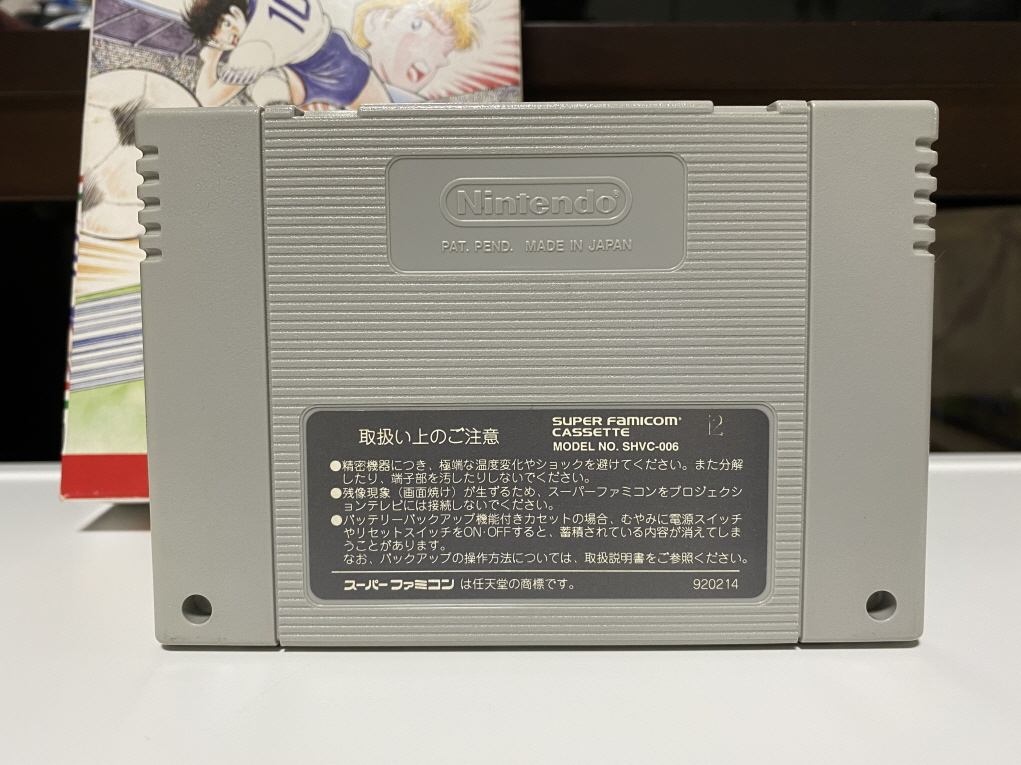 10
Nintendo®
PAT. PEND. MADE IN JAPAN
取扱い上のご注意
SUPER FAMICOM®
CASSETTE
MODEL NO. SHVC-006
12
●精密機器につき、極端な温度変化やショックを避けてください。また分解
したり、端子部を汚したりしないでください。
●残像現象（画面焼け）が生ずるため、スーパーファミコンをプロジェクシ
ョンテレビには接続しないでください。
●バッテリーバックアップ機能付きカセットの場合、むやみに電源スイッチ
やリセットスイッチをON·OFFすると、蓄積されている内容が消えてしま
うことがあります。
なお、バックアップの操作方法については、取扱説明書をご参照ください。
スーパーファミコンは任天堂の商標です。
920214